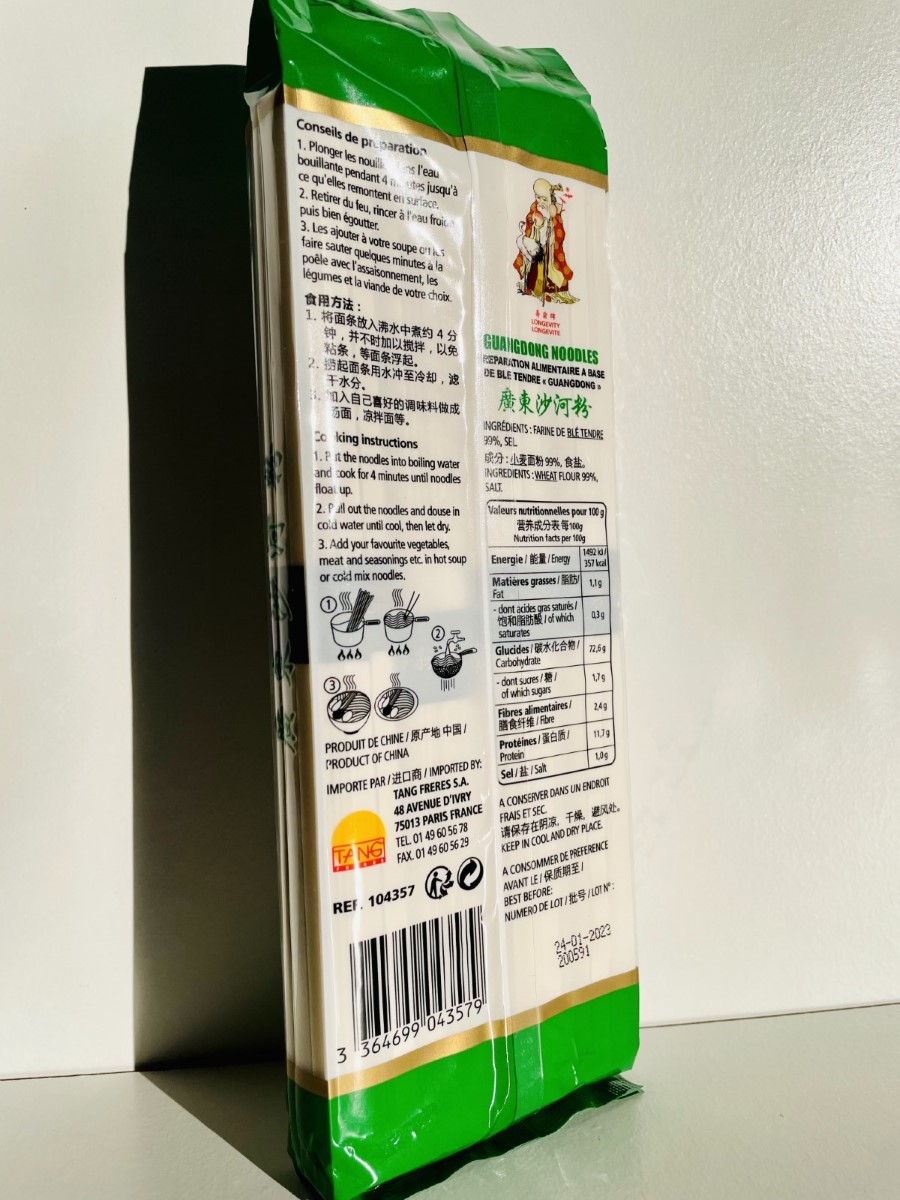 Conseils de préparation
1. Plonger les l'eau
bouillante pendant 4 jusqu'à
ce qu'elles remontent en surface.
2. Retirer du feu, rincer à l'eau
puis bien égoutter.
3. Les ajouter à votre soupe ou les
faire sauter quelques minutes à la
poêle avec l'assaisonnement, les
légumes et la viande de votre choix.
食用方法：
1. 将面条放入沸水中煮约 4 分
钟，并不时加以搅拌，以免
粘条，等面条浮起。
2. 捞起面条用水冲至冷却，滤
干水分。
3. 加入自己喜好的调味料做成
汤面，凉拌面等。
Cooking instructions
1. Put the noodles into boiling water
and cook for 4 minutes until noodles
float up.
2. Pull out the noodles and douse in
cold water until cool, then let dry.
3. Add your favourite vegetables,
meat and seasonings etc. in hot soup
or cold mix noodles.
1
2
3
PRODUIT DE CHINE / 原产地 中国 /
PRODUCT OF CHINA
IMPORTE PAR / 进口商 / IMPORTED BY:
TANG FRERES S.A.
48 AVENUE D'IVRY
75013 PARIS FRANCE
TEL. 01 49 60 56 78
FAX. 01 49 60 56 29
TANG
REF. 104357
3 364699 043579
LONGEVITY
LONGEVITE
GUANGDONG NOODLES
PREPARATION ALIMENTAIRE A BASE
DE BLE TENDRE « GUANGDONG »
廣東沙河粉
INGRÉDIENTS : FARINE DE BLÉ TENDRE
99%, SEL
成分 : 小麦面粉 99%, 食盐。
INGREDIENTS : WHEAT FLOUR 99%,
SALT.
Valeurs nutritionnelles pour 100 g
营养成分表 每100g
Nutrition facts per 100g
Energie / 能量 / Energy 1492 kJ / 357 kcal
Matières grasses / 脂肪/
Fat 1,1 g
- dont acides gras saturés /
饱和脂肪酸 / of which
saturates 0,3 g
Glucides / 碳水化合物 /
Carbohydrate 72,6 g
- dont sucres / 糖 /
of which sugars 1,7 g
Fibres alimentaires /
膳食纤维 / Fibre 2,4 g
Protéines / 蛋白质 /
Protein 11,7 g
Sel / 盐 / Salt 1,0 g
A CONSERVER DANS UN ENDROIT
FRAIS ET SEC.
请保存在阴凉, 干燥, 避风处。
KEEP IN COOL AND DRY PLACE.
A CONSOMMER DE PREFERENCE
AVANT LE / 保质期至 /
BEST BEFORE:
NUMERO DE LOT / 批号 / LOT N° :
24-01-2023
200591